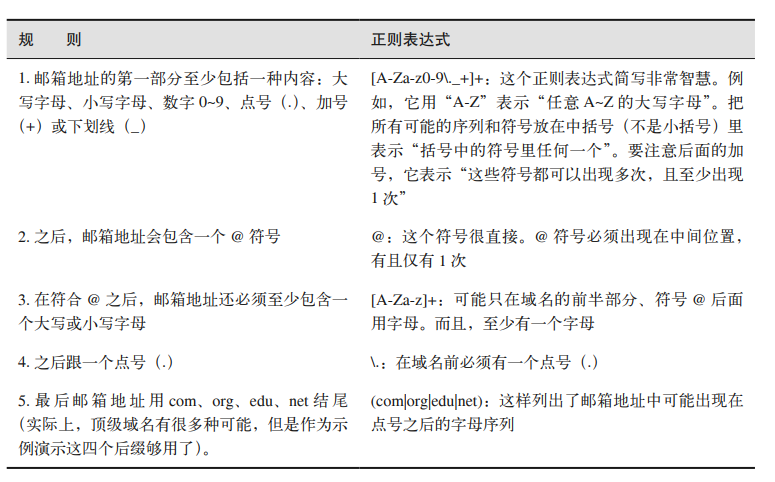 规　　则
正则表达式
1. 邮箱地址的第一部分至少包括一种内容：大
写字母、小写字母、数字 0~9、点号（.）、加号
（+）或下划线（_）
[A-Za-z0-9\._+]+：这个正则表达式简写非常智慧。例
如，它用“A-Z”表示“任意 A~Z 的大写字母”。把
所有可能的序列和符号放在中括号（不是小括号）里
表示“括号中的符号里任何一个”。要注意后面的加
号，它表示“这些符号都可以出现多次，且至少出现
1 次”
2. 之后，邮箱地址会包含一个 @ 符号
@：这个符号很直接。@ 符号必须出现在中间位置，
有且仅有 1 次
3. 在符合 @ 之后，邮箱地址还必须至少包含一
个大写或小写字母
[A-Za-z]+：可能只在域名的前半部分、符号 @ 后面
用字母。而且，至少有一个字母
4. 之后跟一个点号（.）
\.：在域名前必须有一个点号（.）
5. 最后邮箱地址用 com、org、edu、net 结尾
（实际上，顶级域名有很多种可能，但是作为示
例演示这四个后缀够用了）。
(com|org|edu|net)：这样列出了邮箱地址中可能出现在
点号之后的字母序列